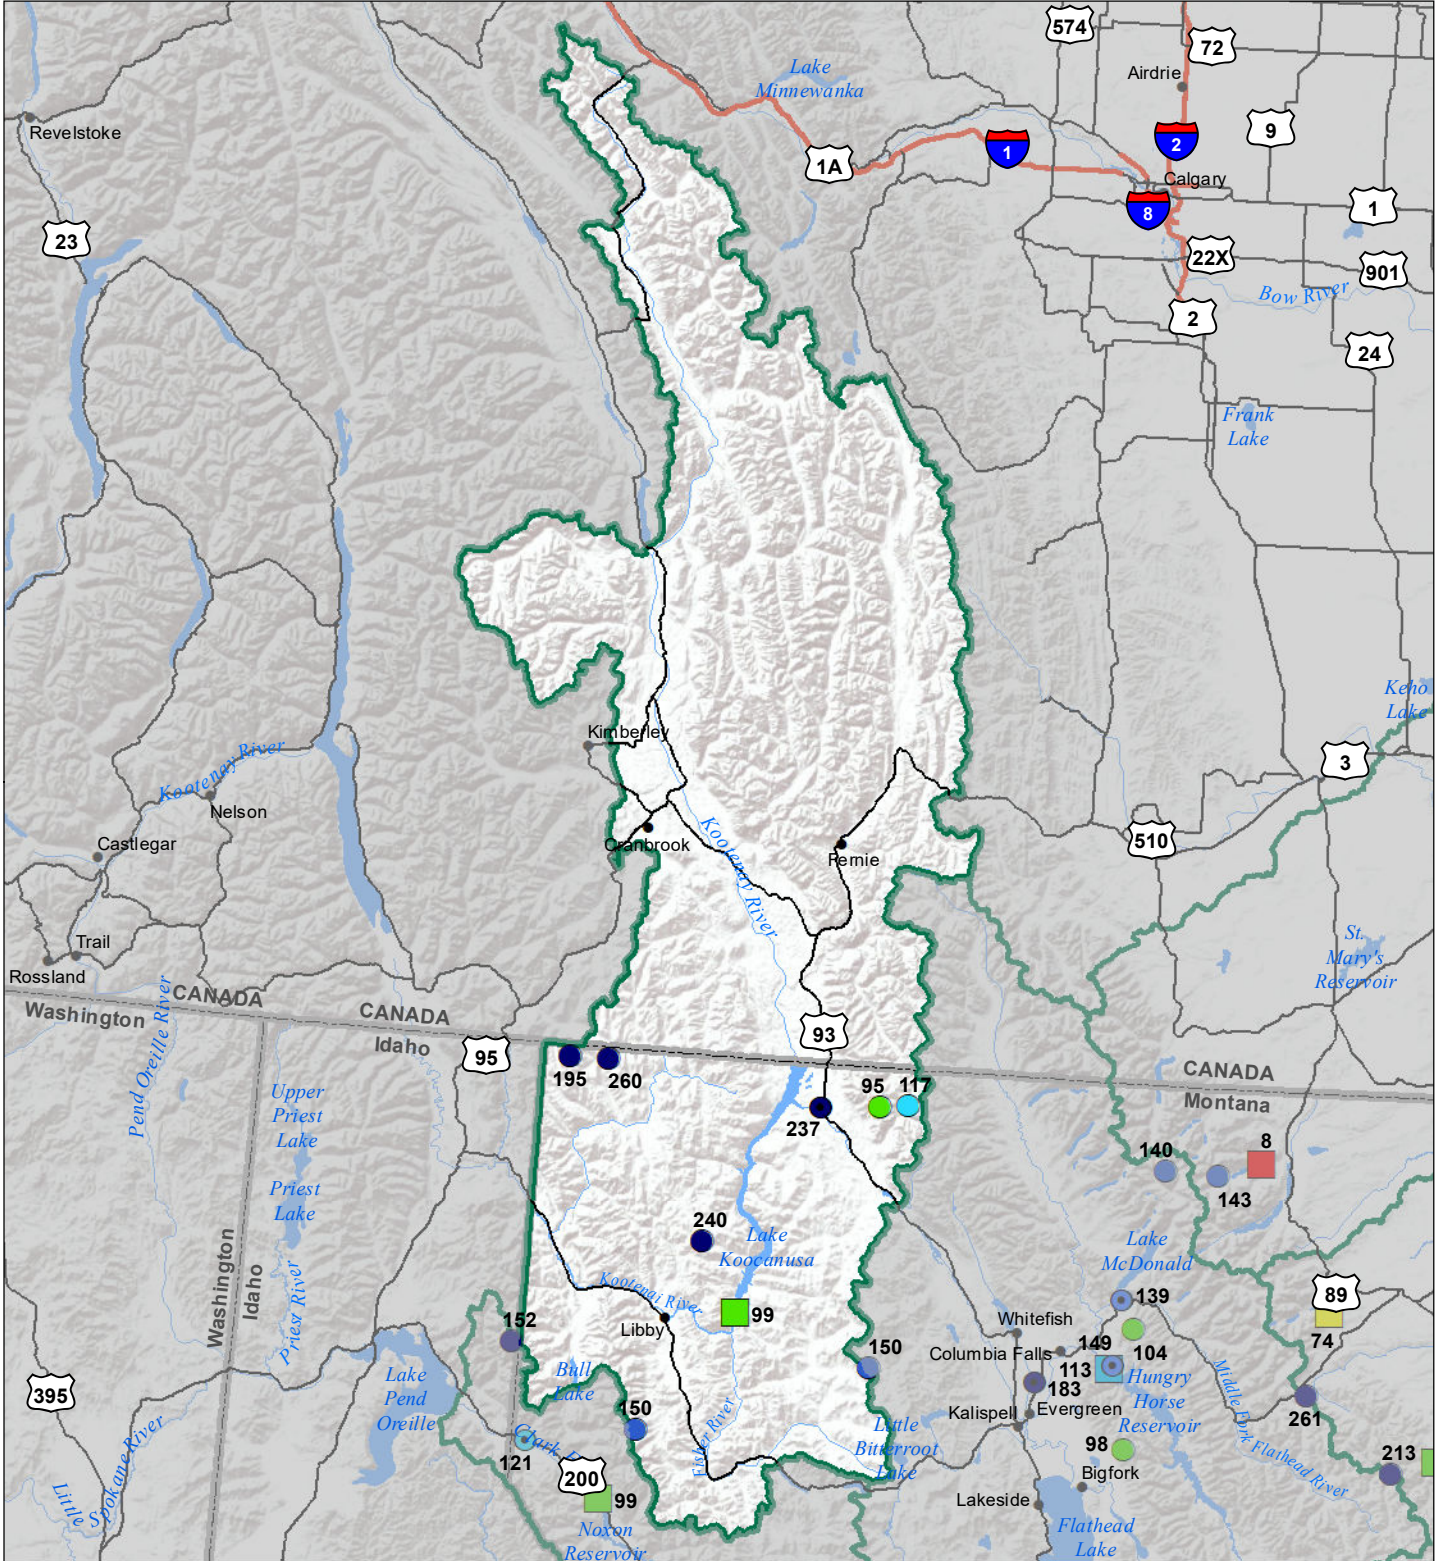 574
72
Airdrie
Lake
Minnewanka
Revelstoke
9
2
1
1A
Calgary
8
1
23
22X
901
Bow River
2
24
Frank
Lake
Keho
Lake
Kimberley
3
Kootenay River
Nelson
510
Castlegar
Cranbrook
Fernie
Kootenay River
Trail
St.
Mary's
Reservoir
Rossland
CANADA
Washington
Pend Oreille River
CANADA
Idaho
95
93
195
260
CANADA
Montana
95
117
237
Upper
Priest
Lake
140
8
143
Priest
Lake
240
Lake
Koocanusa
Lake
McDonald
Washington
Idaho
Priest River
Kootenai River
99
Libby
139
89
74
152
Whitefish
149
104
Columbia Falls
113
150
183
Hungry
Horse
Reservoir
Middle Fork Flathead River
395
Lake
Pend
Oreille
Bull
Lake
Kalispell
Evergreen
261
150
Fisher River
Little
Bitterroot
Lake
Little
Spokane River
121
98
213
200
99
Bigfork
Lakeside
Noxon
Reservoir
Flathead
Lake